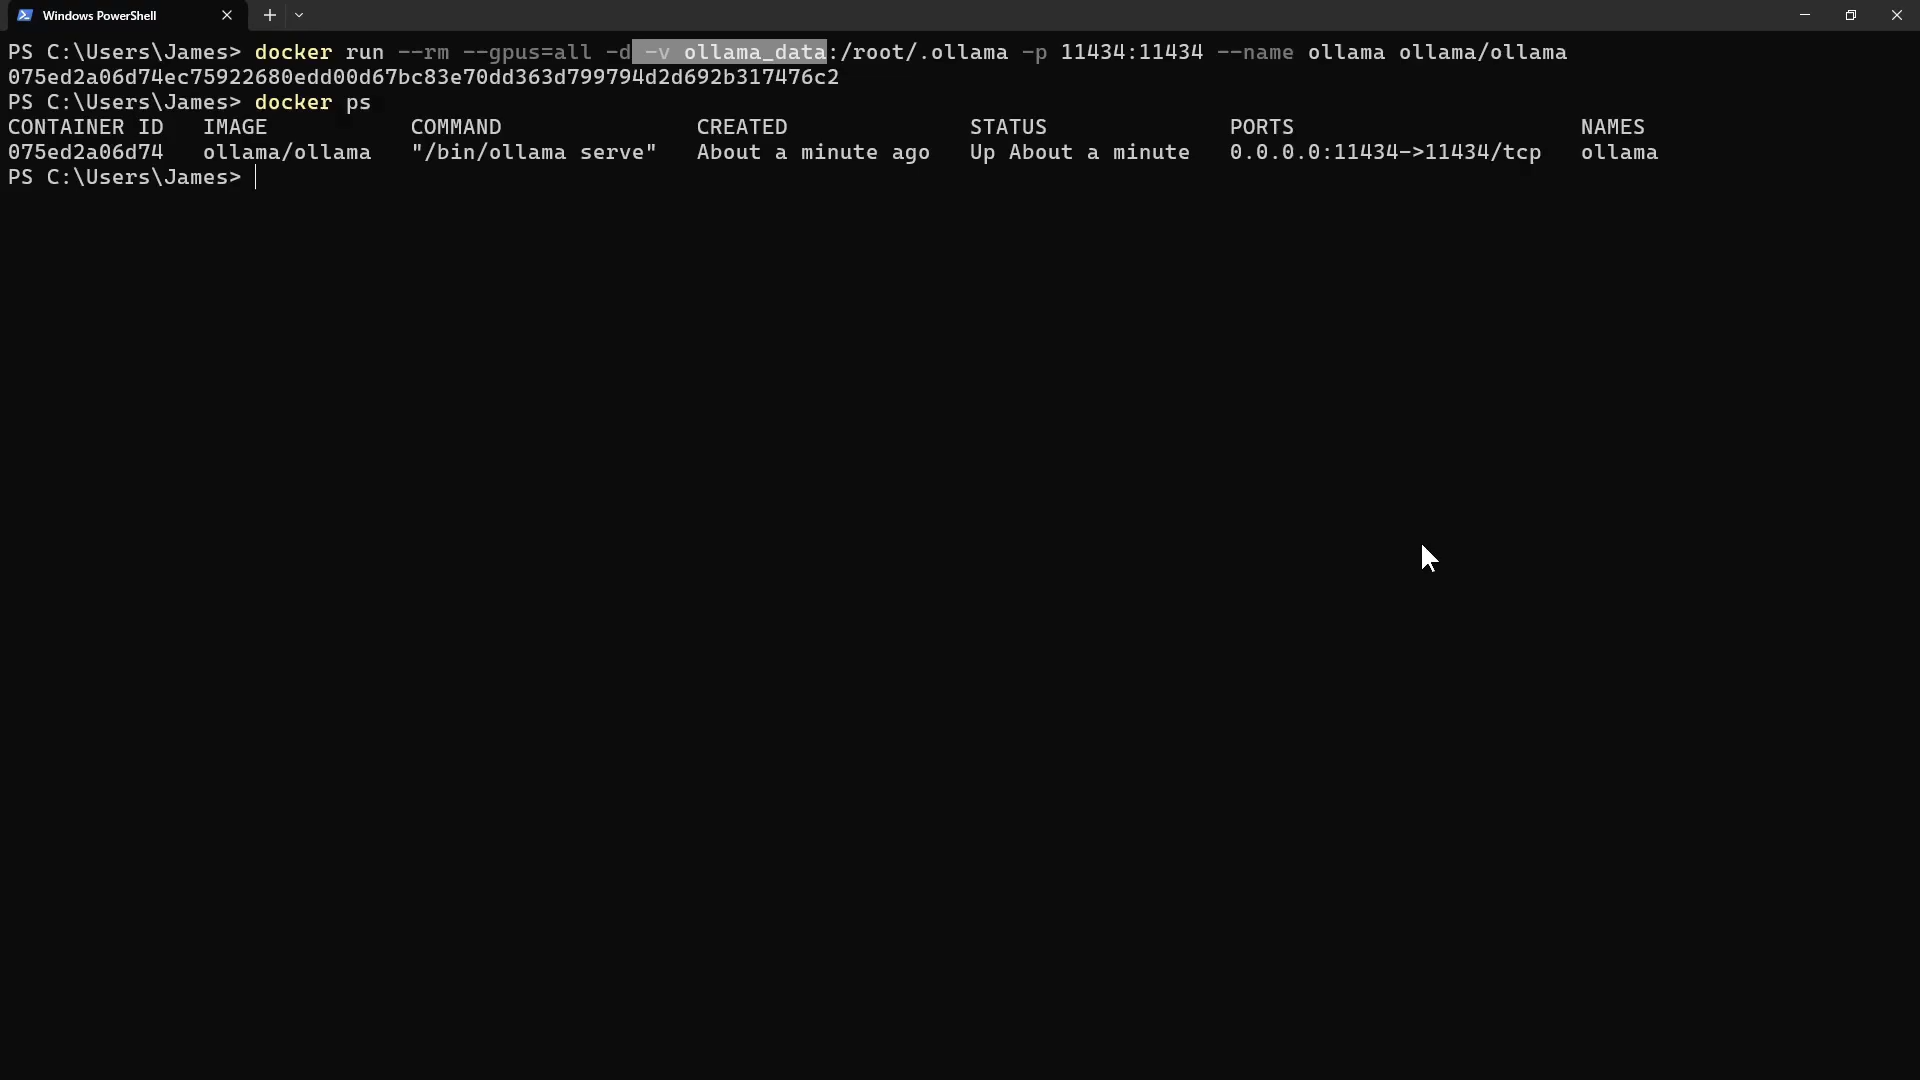 Windows PowerShell
PS C:\Users\James> docker run --rm --gpus=all -d -v ollama_data:/root/.ollama -p 11434:11434 --name ollama ollama/ollama
075ed2a06d74ec75922680edd00d67bc83e70dd363d799794d2d692b317476c2
PS C:\Users\James> docker ps
CONTAINER ID   IMAGE           COMMAND               CREATED              STATUS              PORTS                      NAMES
075ed2a06d74   ollama/ollama   "/bin/ollama serve"   About a minute ago   Up About a minute   0.0.0.0:11434->11434/tcp   ollama
PS C:\Users\James>